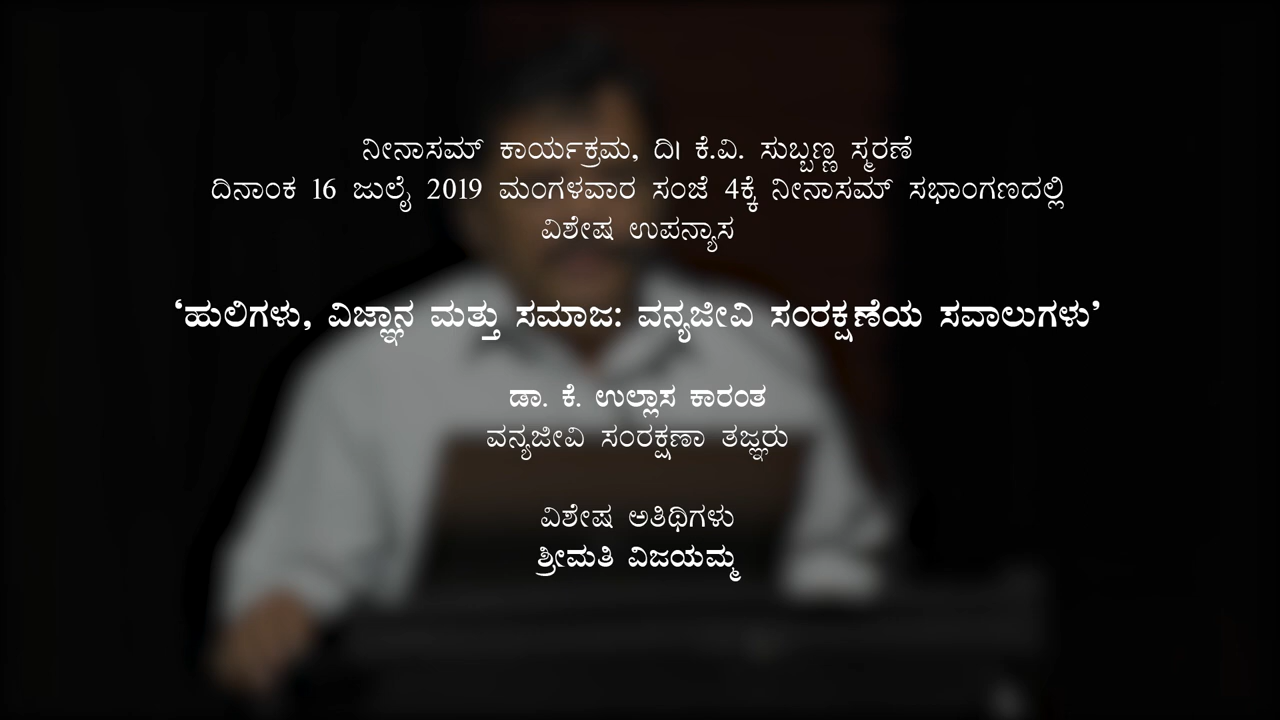 ನೀನಾಸಮ್ ಕಾರ್ಯಕ್ರಮ, ದಿ। ಕೆ.ವಿ. ಸುಬ್ಬಣ್ಣ ಸ್ಮರಣೆ
ದಿನಾಂಕ 16 ಜುಲೈ 2019 ಮಂಗಳವಾರ ಸಂಜೆ 4ಕ್ಕೆ ನೀನಾಸಮ್ ಸಭಾಂಗಣದಲ್ಲಿ
ವಿಶೇಷ ಉಪನ್ಯಾಸ
‘ಹುಲಿಗಳು, ವಿಜ್ಞಾನ ಮತ್ತು ಸಮಾಜ: ವನ್ಯಜೀವಿ ಸಂರಕ್ಷಣೆಯ ಸವಾಲುಗಳು’
ಡಾ. ಕೆ. ಉಲ್ಲಾಸ ಕಾರಂತ
ವನ್ಯಜೀವಿ ಸಂರಕ್ಷಣಾ ತಜ್ಞರು
ವಿಶೇಷ ಅತಿಥಿಗಳು
ಶ್ರೀಮತಿ ವಿಜಯಮ್ಮ